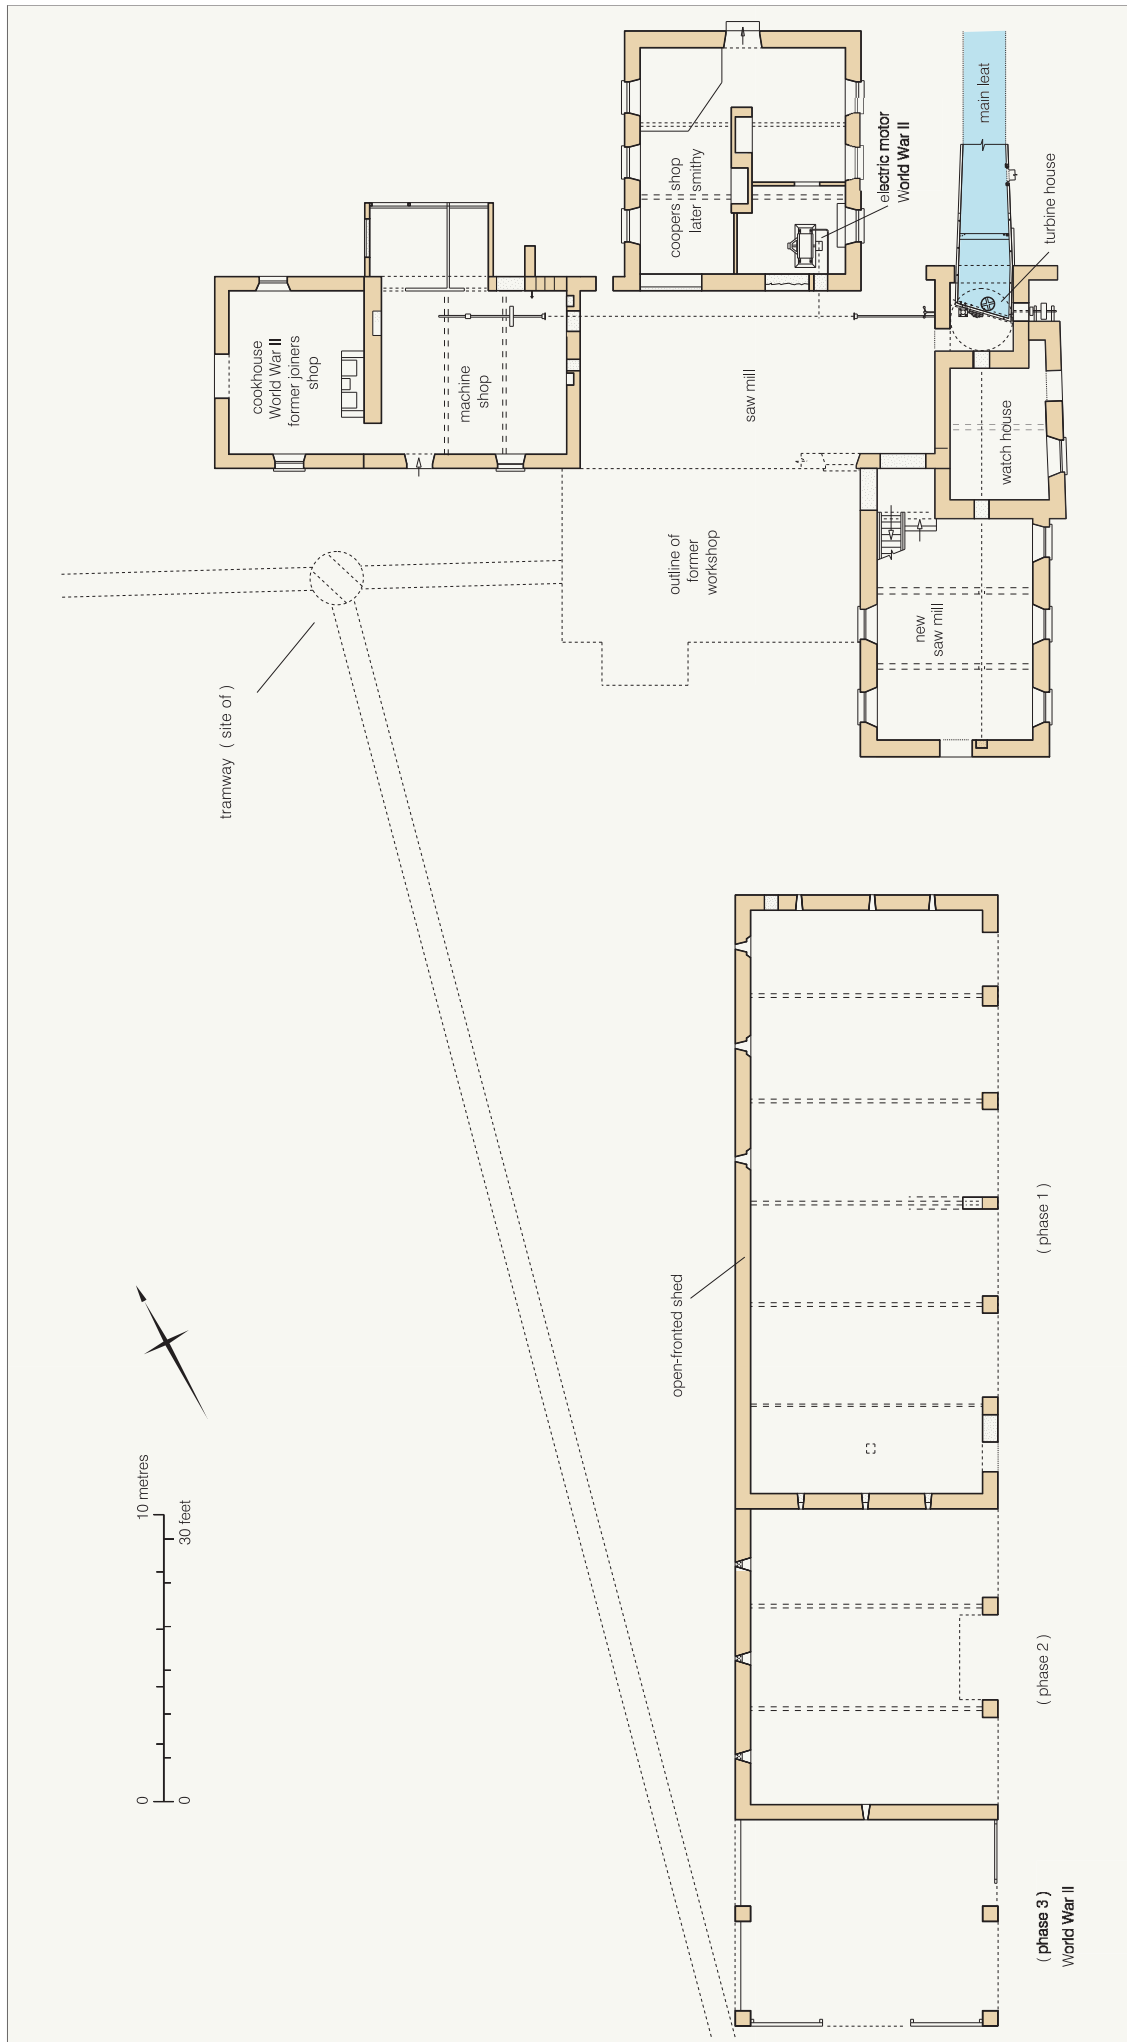 main leat
turbine house
electric motor
World War II
coopers shop
later smithy
cookhouse
World War II
former joiners
shop
machine
shop
saw mill
watch house
outline of
former
workshop
new
saw mill
tramway ( site of )
open-fronted shed
( phase 1 )
( phase 2 )
( phase 3 )
World War II
0 10 metres
0 30 feet